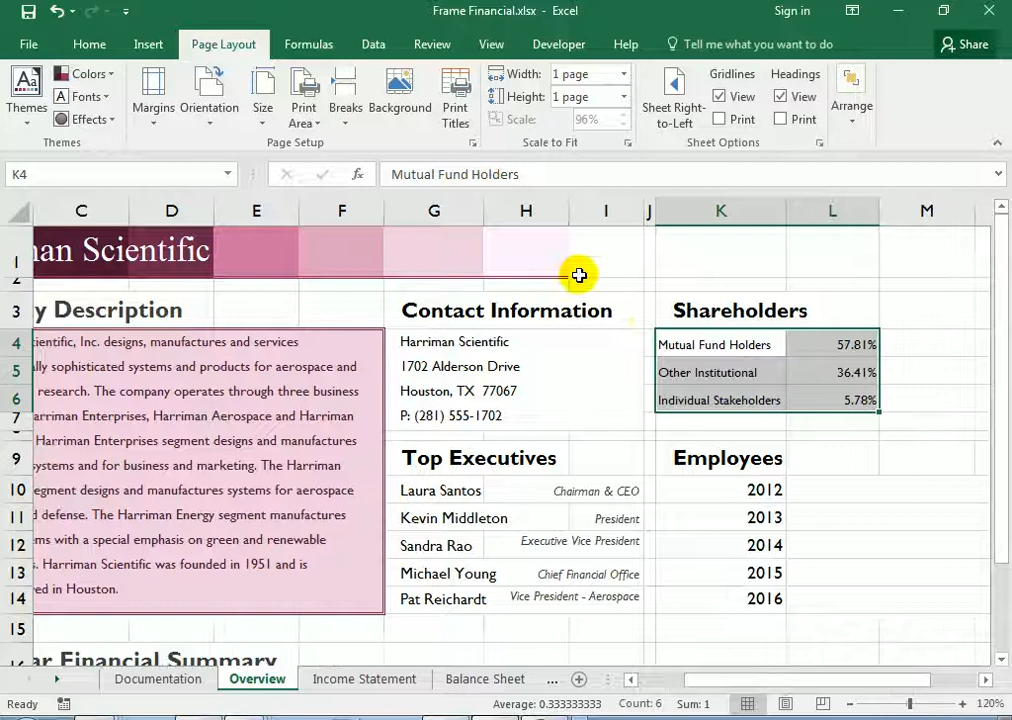 Frame Financial.xlsx - Excel
Sign in
File Home Insert Page Layout Formulas Data Review View Developer Help Tell me what you want to do Share
Themes
Colors
Fonts
Effects
Themes
Margins
Orientation
Size
Print Area
Breaks
Background
Print Titles
Page Setup
Width: 1 page
Height: 1 page
Scale: 96%
Scale to Fit
Sheet Right-to-Left
Gridlines
View
Print
Headings
View
Print
Sheet Options
Arrange
K4
fx
Mutual Fund Holders
C D E F G H I J K L M
1
2
3
4
5
6
7
9
10
11
12
13
14
15
16
an Scientific
y Description
cientific, Inc. designs, manufactures and services
lly sophisticated systems and products for aerospace and
research. The company operates through three business
arriman Enterprises, Harriman Aerospace and Harriman
Harriman Enterprises segment designs and manufactures
ystems and for business and marketing. The Harriman
egment designs and manufactures systems for aerospace
d defense. The Harriman Energy segment manufactures
ms with a special emphasis on green and renewable
s. Harriman Scientific was founded in 1951 and is
red in Houston.
ar Financial Summary
Contact Information
Harriman Scientific
1702 Alderson Drive
Houston, TX 77067
P: (281) 555-1702
Top Executives
Laura Santos Chairman & CEO
Kevin Middleton President
Sandra Rao Executive Vice President
Michael Young Chief Financial Office
Pat Reichardt Vice President - Aerospace
Shareholders
Mutual Fund Holders 57.81%
Other Institutional 36.41%
Individual Stakeholders 5.78%
Employees
2012
2013
2014
2015
2016
... Documentation Overview Income Statement Balance Sheet ...
Ready
Average: 0.333333333 Count: 6 Sum: 1
120%